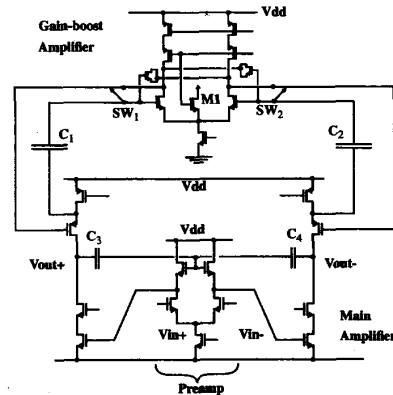 Gain-boost
Amplifier
Vdd
M1
SW1
SW2
C1
C2
Vdd
C3
Vdd
C4
Vout+
Vout-
Vin+
Vin-
Main
Amplifier
Preamp